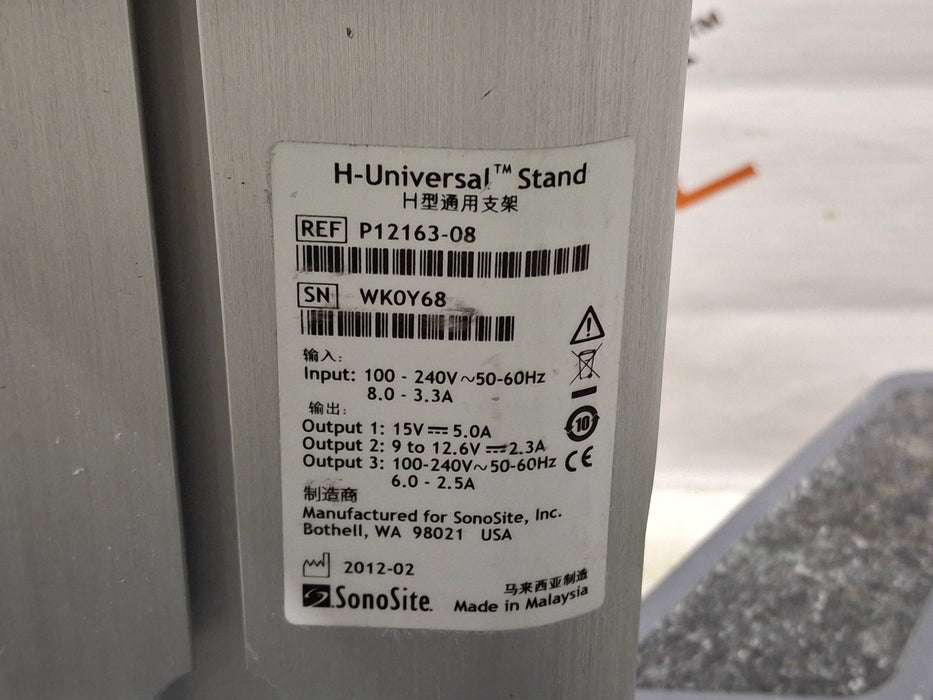 H-Universal™ Stand
H型通用支架
REF P12163-08
SN WK0Y68
输入:
Input: 100 - 240V~50-60Hz
8.0 - 3.3A
输出:
Output 1: 15V⎓5.0A
Output 2: 9 to 12.6V⎓2.3A
Output 3: 100-240V~50-60Hz
6.0 - 2.5A
10
CE
制造商
Manufactured for SonoSite, Inc.
Bothell, WA 98021 USA
2012-02
马来西亚制造
SonoSite.
Made in Malaysia
TM